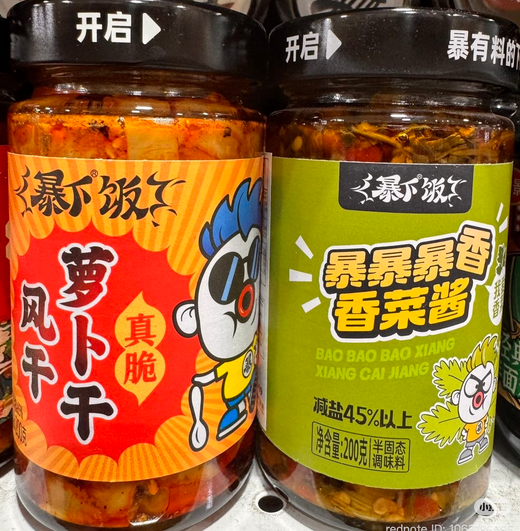 开启
暴下饭®
风干
萝卜干
真脆
开启
暴有料的下
暴下饭®
暴暴暴香
香菜酱
BAO BAO BAO XIANG
XIANG CAI JIANG
减盐45%以上
净含量:200克
半固态
调味料